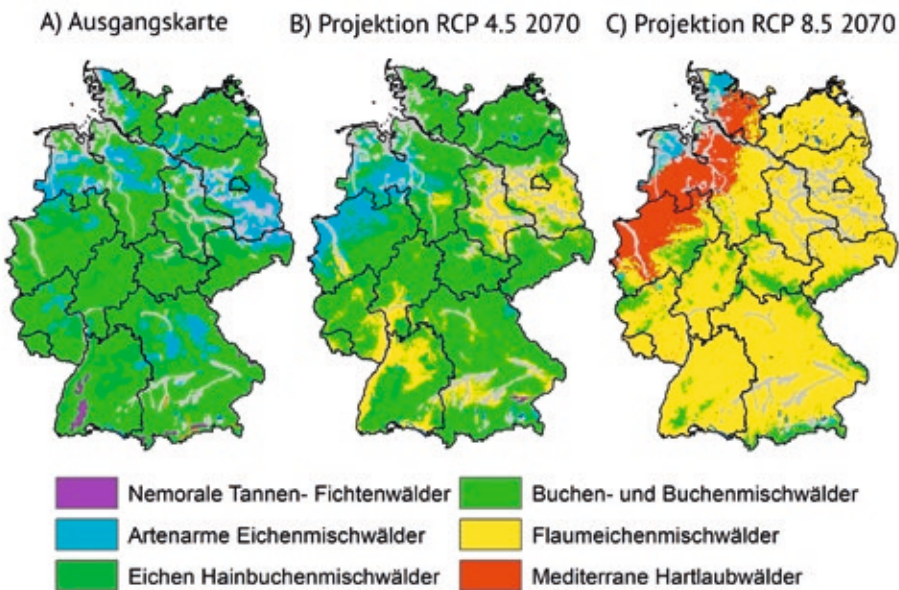 A) Ausgangskarte
B) Projektion RCP 4.5 2070
C) Projektion RCP 8.5 2070
Nemorale Tannen- Fichtenwälder
Buchen- und Buchenmischwälder
Artenarme Eichenmischwälder
Flaumeichenmischwälder
Eichen Hainbuchenmischwälder
Mediterrane Hartlaubwälder